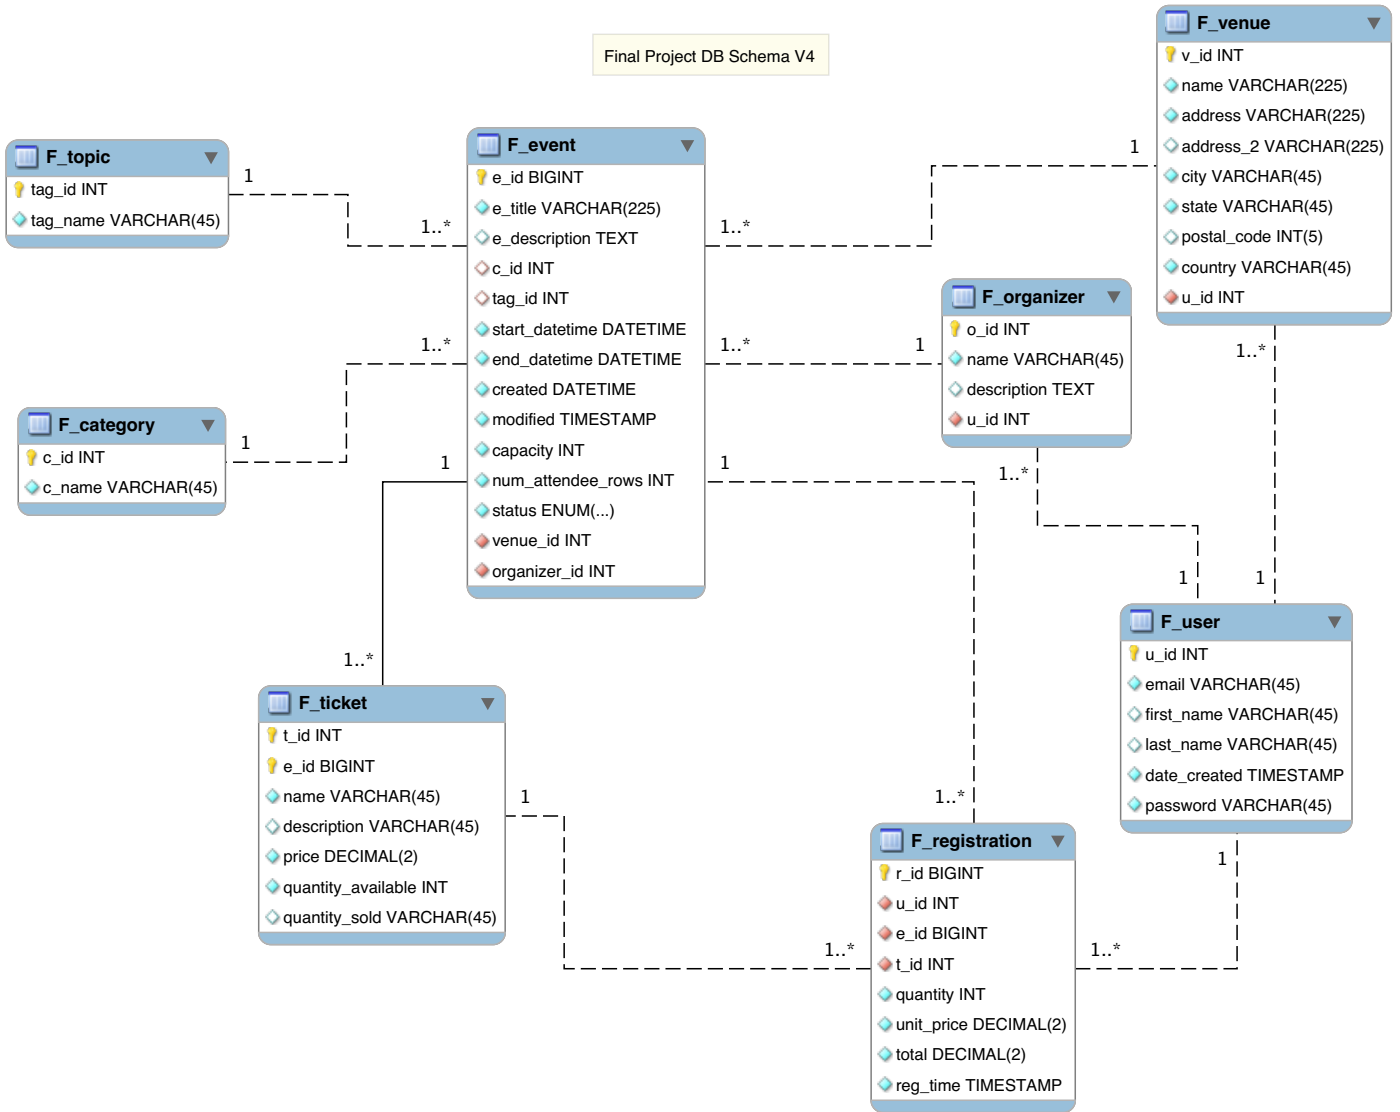 Final Project DB Schema V4
F_venue
v_id INT
name VARCHAR(225)
address VARCHAR(225)
address_2 VARCHAR(225)
city VARCHAR(45)
state VARCHAR(45)
postal_code INT(5)
country VARCHAR(45)
u_id INT
F_topic
tag_id INT
tag_name VARCHAR(45)
F_event
e_id BIGINT
e_title VARCHAR(225)
e_description TEXT
c_id INT
tag_id INT
start_datetime DATETIME
end_datetime DATETIME
created DATETIME
modified TIMESTAMP
capacity INT
num_attendee_rows INT
status ENUM(...)
venue_id INT
organizer_id INT
1
1..*
1..*
1
F_organizer
o_id INT
name VARCHAR(45)
description TEXT
u_id INT
1..*
1..*
1
1..*
F_category
c_id INT
c_name VARCHAR(45)
1
1
1
1..*
1
1
F_user
u_id INT
email VARCHAR(45)
first_name VARCHAR(45)
last_name VARCHAR(45)
date_created TIMESTAMP
password VARCHAR(45)
1..*
F_ticket
t_id INT
e_id BIGINT
name VARCHAR(45)
description VARCHAR(45)
price DECIMAL(2)
quantity_available INT
quantity_sold VARCHAR(45)
1
1..*
1
F_registration
r_id BIGINT
u_id INT
e_id BIGINT
t_id INT
quantity INT
unit_price DECIMAL(2)
total DECIMAL(2)
reg_time TIMESTAMP
1..*
1..*